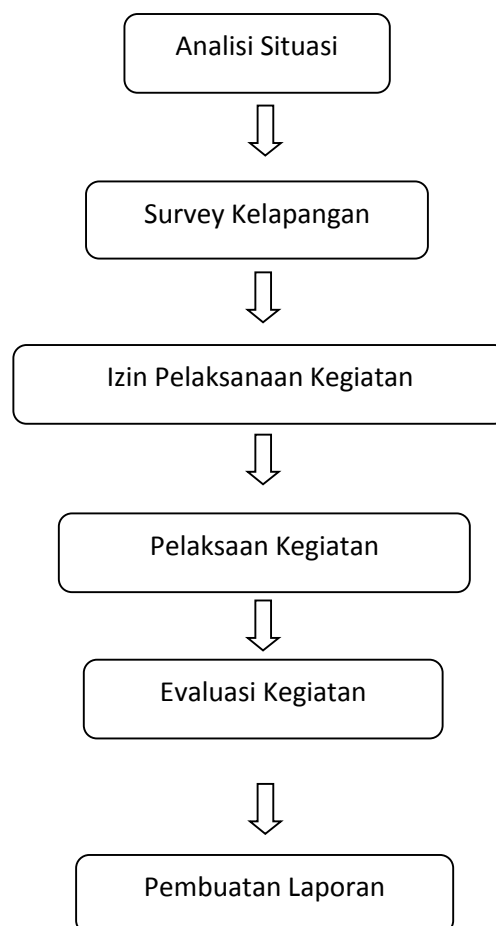 Analisi Situasi
Survey Kelapangan
Izin Pelaksanaan Kegiatan
Pelaksaan Kegiatan
Evaluasi Kegiatan
Pembuatan Laporan